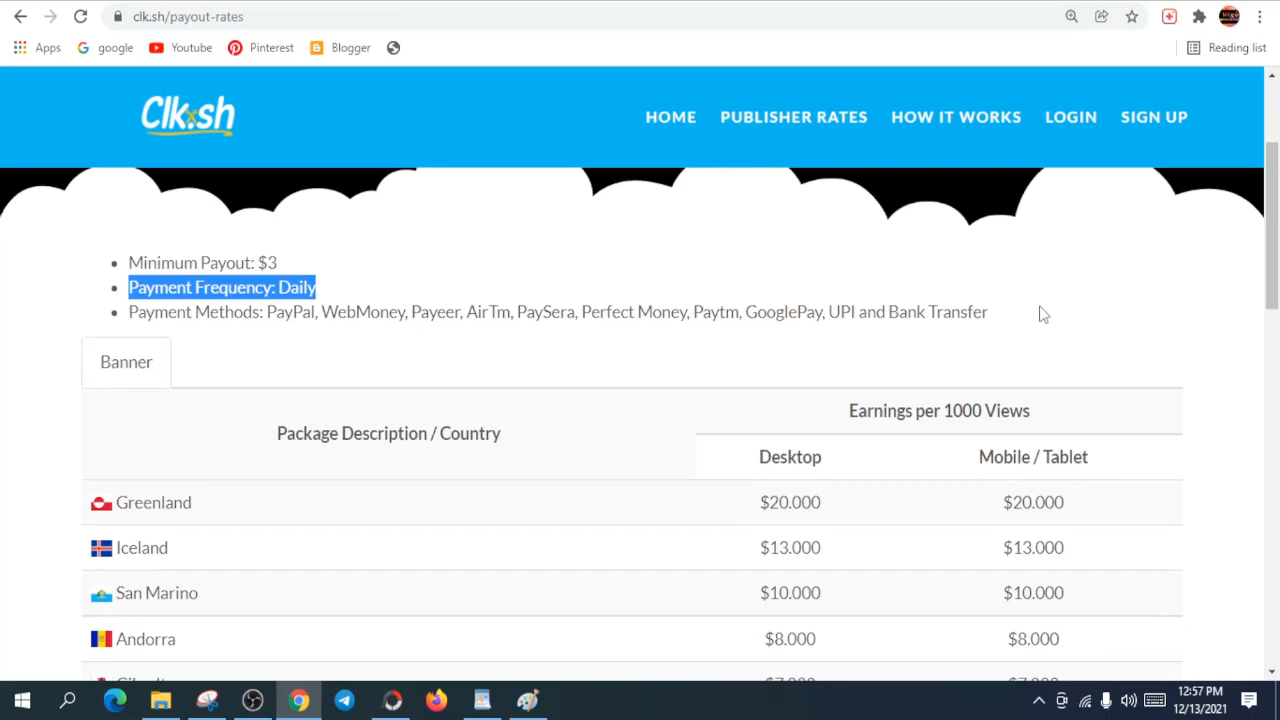 clk.sh/payout-rates
Apps google Youtube Pinterest Blogger Reading list
Clk.sh
HOME PUBLISHER RATES HOW IT WORKS LOGIN SIGN UP
Minimum Payout: $3
Payment Frequency: Daily
Payment Methods: PayPal, WebMoney, Payeer, AirTm, PaySera, Perfect Money, Paytm, GooglePay, UPI and Bank Transfer
Banner
Package Description / Country
Earnings per 1000 Views
Desktop Mobile / Tablet
Greenland $20.000 $20.000
Iceland $13.000 $13.000
San Marino $10.000 $10.000
Andorra $8.000 $8.000
12:57 PM
12/13/2021